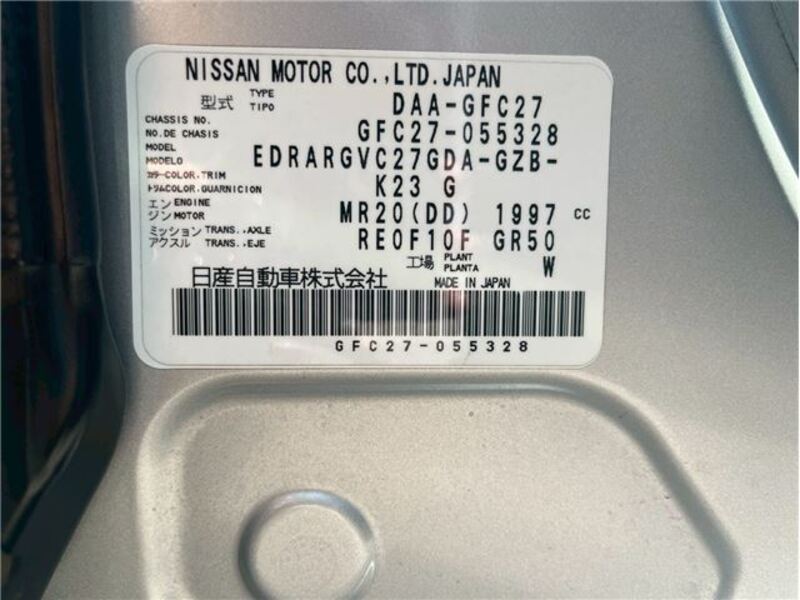 NISSAN MOTOR CO.,LTD.JAPAN
型式 TYPE TIPO DAA-GFC27
CHASSIS NO.
NO.DE CHASIS GFC27-055328
MODEL
MODELO EDRARGVC27GDA-GZB-
カラー COLOR.TRIM
トリムCOLOR.GUARNICION K23 G
エンジン ENGINE MOTOR MR20(DD) 1997 CC
ミッション TRANS.,AXLE
アクスル TRANS.,EJE RE0F10F GR50
工場 PLANT PLANTA W
日産自動車株式会社 MADE IN JAPAN
GFC27-055328